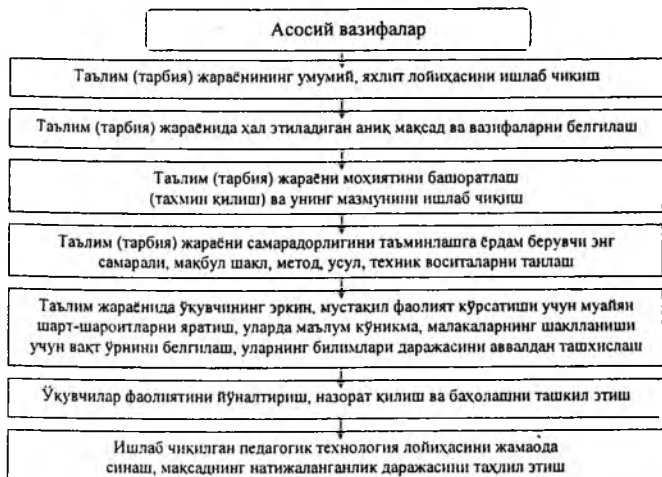 Асосий вазифалар
Таълим (тарбия) жараёнининг умумий, яхлит лойиҳасини ишлаб чиқиш
Таълим (тарбия) жараёнида ҳал этиладиган аниқ мақсад ва вазифаларни белгилаш
Таълим (тарбия) жараёни моҳиятини башоратлаш
(тахмин қилиш) ва унинг мазмунини ишлаб чиқиш
Таълим (тарбия) жараёни самарадорлигини таъминлашга ёрдам берувчи энг
самарали, мақбул шакл, метод, усул, техник воситаларни танлаш
Таълим жараёнида ўқувчининг эркин, мустақил фаолият кўрсатиши учун муайян
шарт-шароитларни яратиш, уларда маълум кўникма, малакаларнинг шаклланиши
учун вақт ўрнини белгилаш, уларнинг билимлари даражасини аввалдан ташхислаш
Ўқувчилар фаолиятини йўналтириш, назорат қилиш ва баҳолашни ташкил этиш
Ишлаб чиқилган педагогик технология лойиҳасини жамаода
синаш, мақсаднинг натижаланганлик даражасини таҳлил этиш